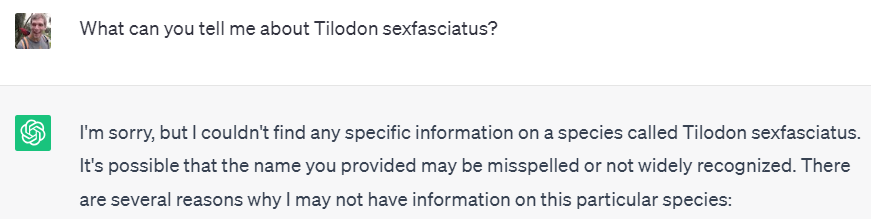 What can you tell me about Tilodon sexfasciatus?
I'm sorry, but I couldn't find any specific information on a species called Tilodon sexfasciatus.
It's possible that the name you provided may be misspelled or not widely recognized. There
are several reasons why I may not have information on this particular species: